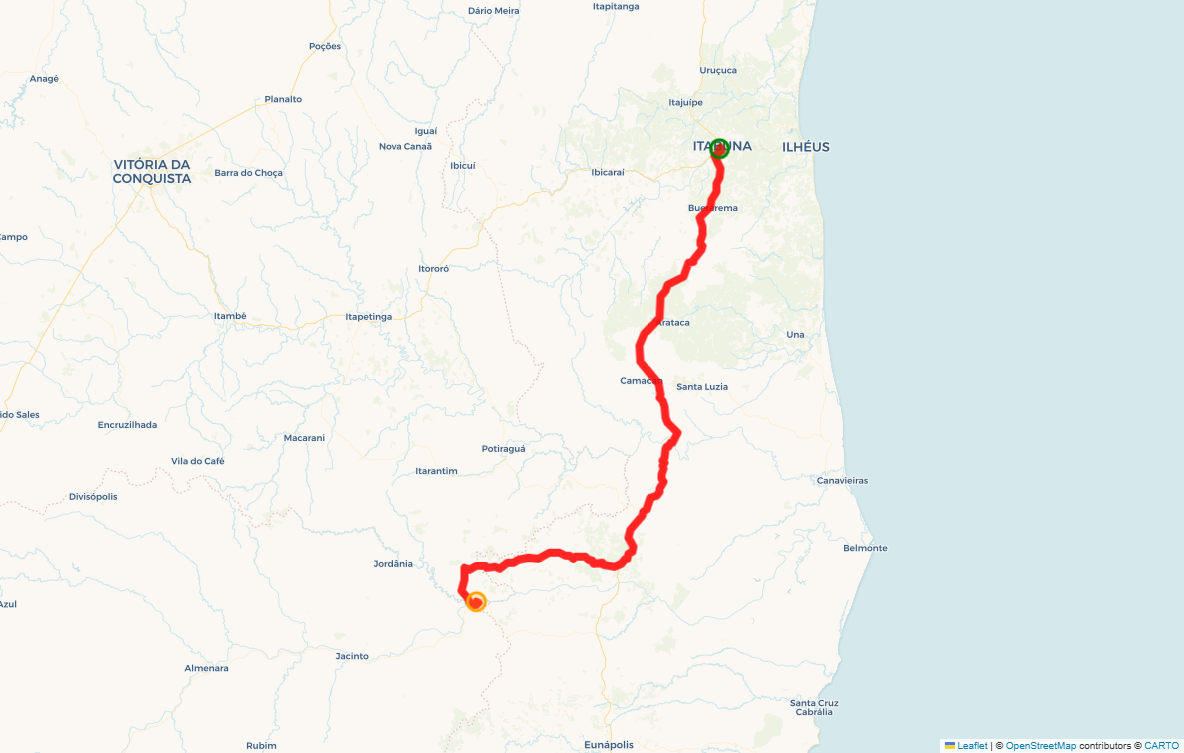 Itapitanga
Dário Meira
Poções
Uruçuca
Anagé
Planalto
Itajuípe
Iguaí
Nova Canaã
ITABUNA
ILHÉUS
VITÓRIA DA
CONQUISTA
Barra do Choça
Ibicuí
Ibicaraí
Buerarema
Campo
Itororó
Itambé
Itapetinga
Arataca
Una
Camacan
Santa Luzia
ido Sales
Encruzilhada
Macarani
Potiraguá
Vila do Café
Itarantim
Canavieiras
Divisópolis
Belmonte
Jordânia
Azul
Jacinto
Almenara
Santa Cruz
Cabrália
Rubim
Eunápolis
Leaflet | © OpenStreetMap contributors © CARTO